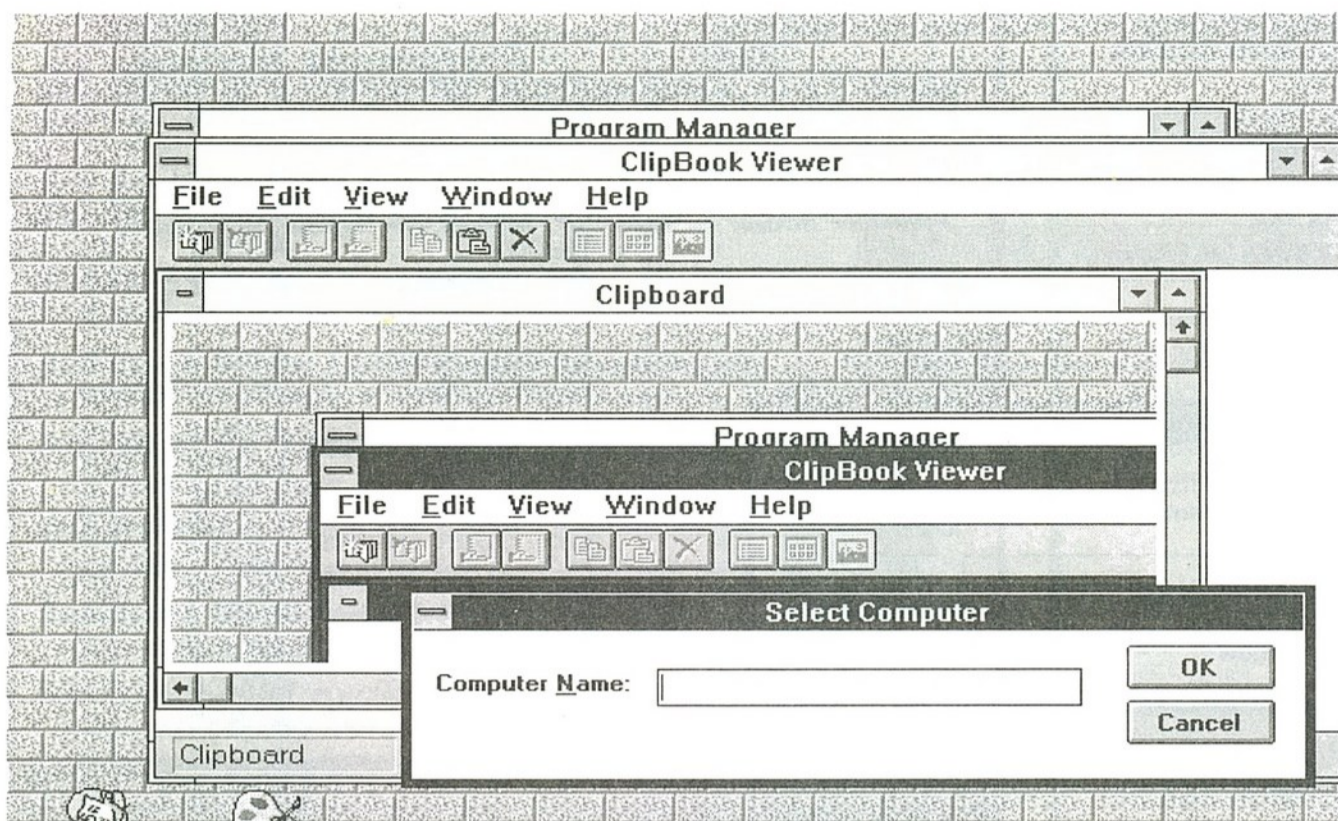 Program Manager
ClipBook Viewer
File Edit View Window Help
Clipboard
Program Manager
ClipBook Viewer
File Edit View Window Help
Select Computer
Computer Name:
OK
Cancel
Clipboard